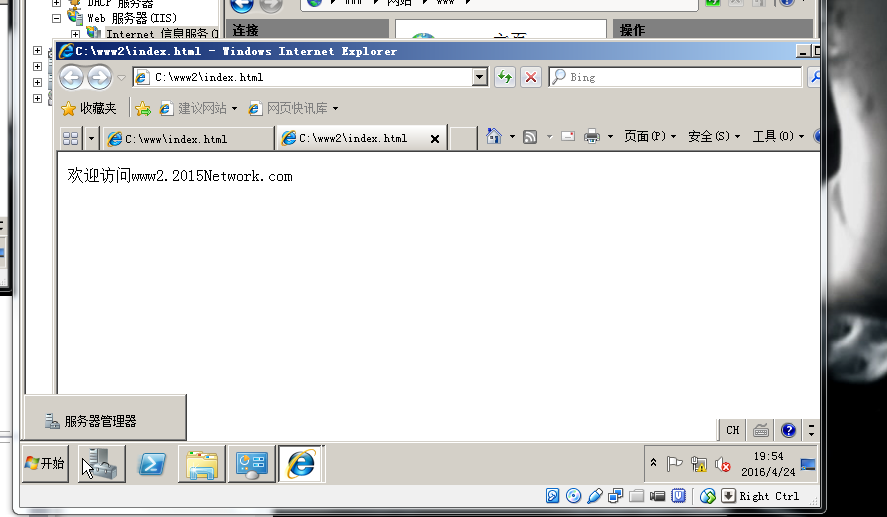 DHCP 服务器
Web 服务器(IIS)
Internet 信息服务(I
网站
www
连接
主页
操作
C:\www2\index.html - Windows Internet Explorer
C:\www2\index.html
Bing
收藏夹
建议网站
网页快讯库
C:\www\index.html
C:\www2\index.html
页面(P)
安全(S)
工具(O)
欢迎访问www2.2015Network.com
服务器管理器
CH
开始
19:54
2016/4/24
Right Ctrl